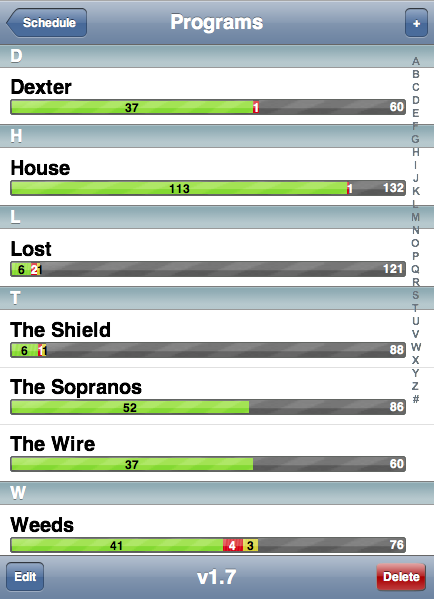 Schedule Programs +
D
Dexter
37 1 60
H
House
113 1 132
L
Lost
6 2 1 121
T
The Shield
6 1 1 88
The Sopranos
52 86
The Wire
37 60
W
Weeds
41 4 3 76
A
B
C
D
E
F
G
H
I
J
K
L
M
N
O
P
Q
R
S
T
U
V
W
X
Y
Z
#
Edit v1.7 Delete